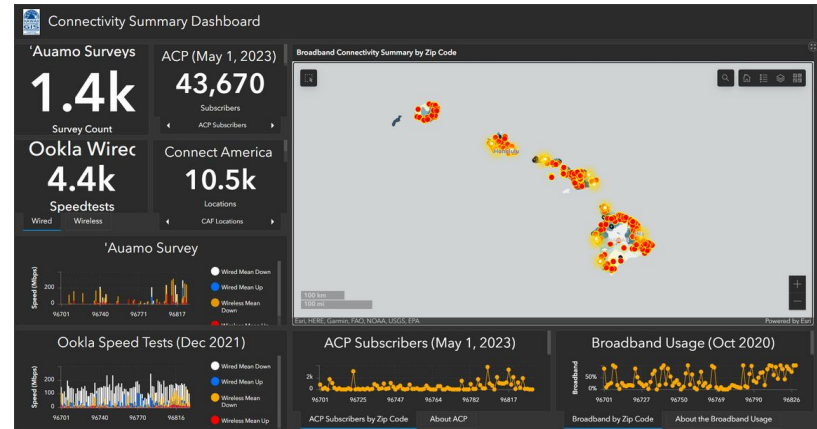 Connectivity Summary Dashboard
'Auamo Surveys
1.4k
Survey Count
ACP (May 1, 2023)
43,670
Subscribers
ACP Subscribers
Ookla Wirec
4.4k
Speedtests
Wired Wireless
Connect America
10.5k
Locations
CAF Locations
Broadband Connectivity Summary by Zip Code
Honolulu
100 km
100 mi
Esri, HERE, Garmin, FAO, NOAA, USGS, EPA
Powered by Esri
'Auamo Survey
Speed (Mbps)
200
0
96701 96740 96771 96817
Wired Mean Down
Wired Mean Up
Wireless Mean
Down
Wireless Mean Up
Ookla Speed Tests (Dec 2021)
Speed (Mbps)
200
100
0
96701 96740 96770 96816
Wired Mean Down
Wired Mean Up
Wireless Mean
Down
Wireless Mean Up
ACP Subscribers (May 1, 2023)
2k
0
96701 96725 96747 96764 96782 96817
ACP Subscribers by Zip Code About ACP
Broadband Usage (Oct 2020)
Broadband
50%
0%
96701 96727 96750 96769 96790 96826
Broadband by Zip Code About the Broadband Usage